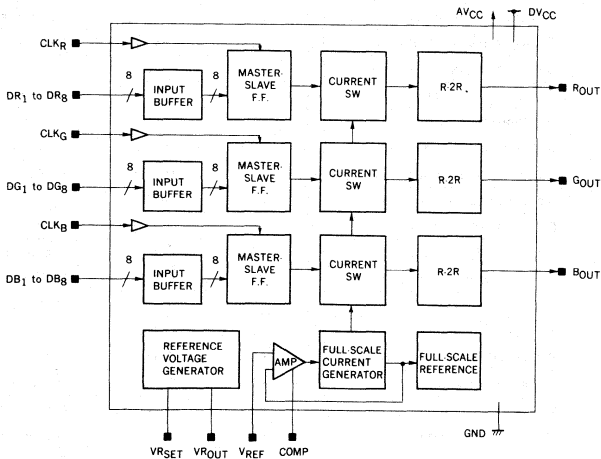 AVCC DVCC
CLKR
8 8
DR1 to DR8
INPUT
BUFFER
MASTER-
SLAVE
F.F.
CURRENT
SW
R-2R
ROUT
CLKG
8 8
DG1 to DG8
INPUT
BUFFER
MASTER-
SLAVE
F.F.
CURRENT
SW
R-2R
GOUT
CLKB
8 8
DB1 to DB8
INPUT
BUFFER
MASTER-
SLAVE
F.F.
CURRENT
SW
R-2R
BOUT
REFERENCE
VOLTAGE
GENERATOR
AMP
FULL-SCALE
CURRENT
GENERATOR
FULL-SCALE
REFERENCE
GND
VRSET VROUT VREF COMP